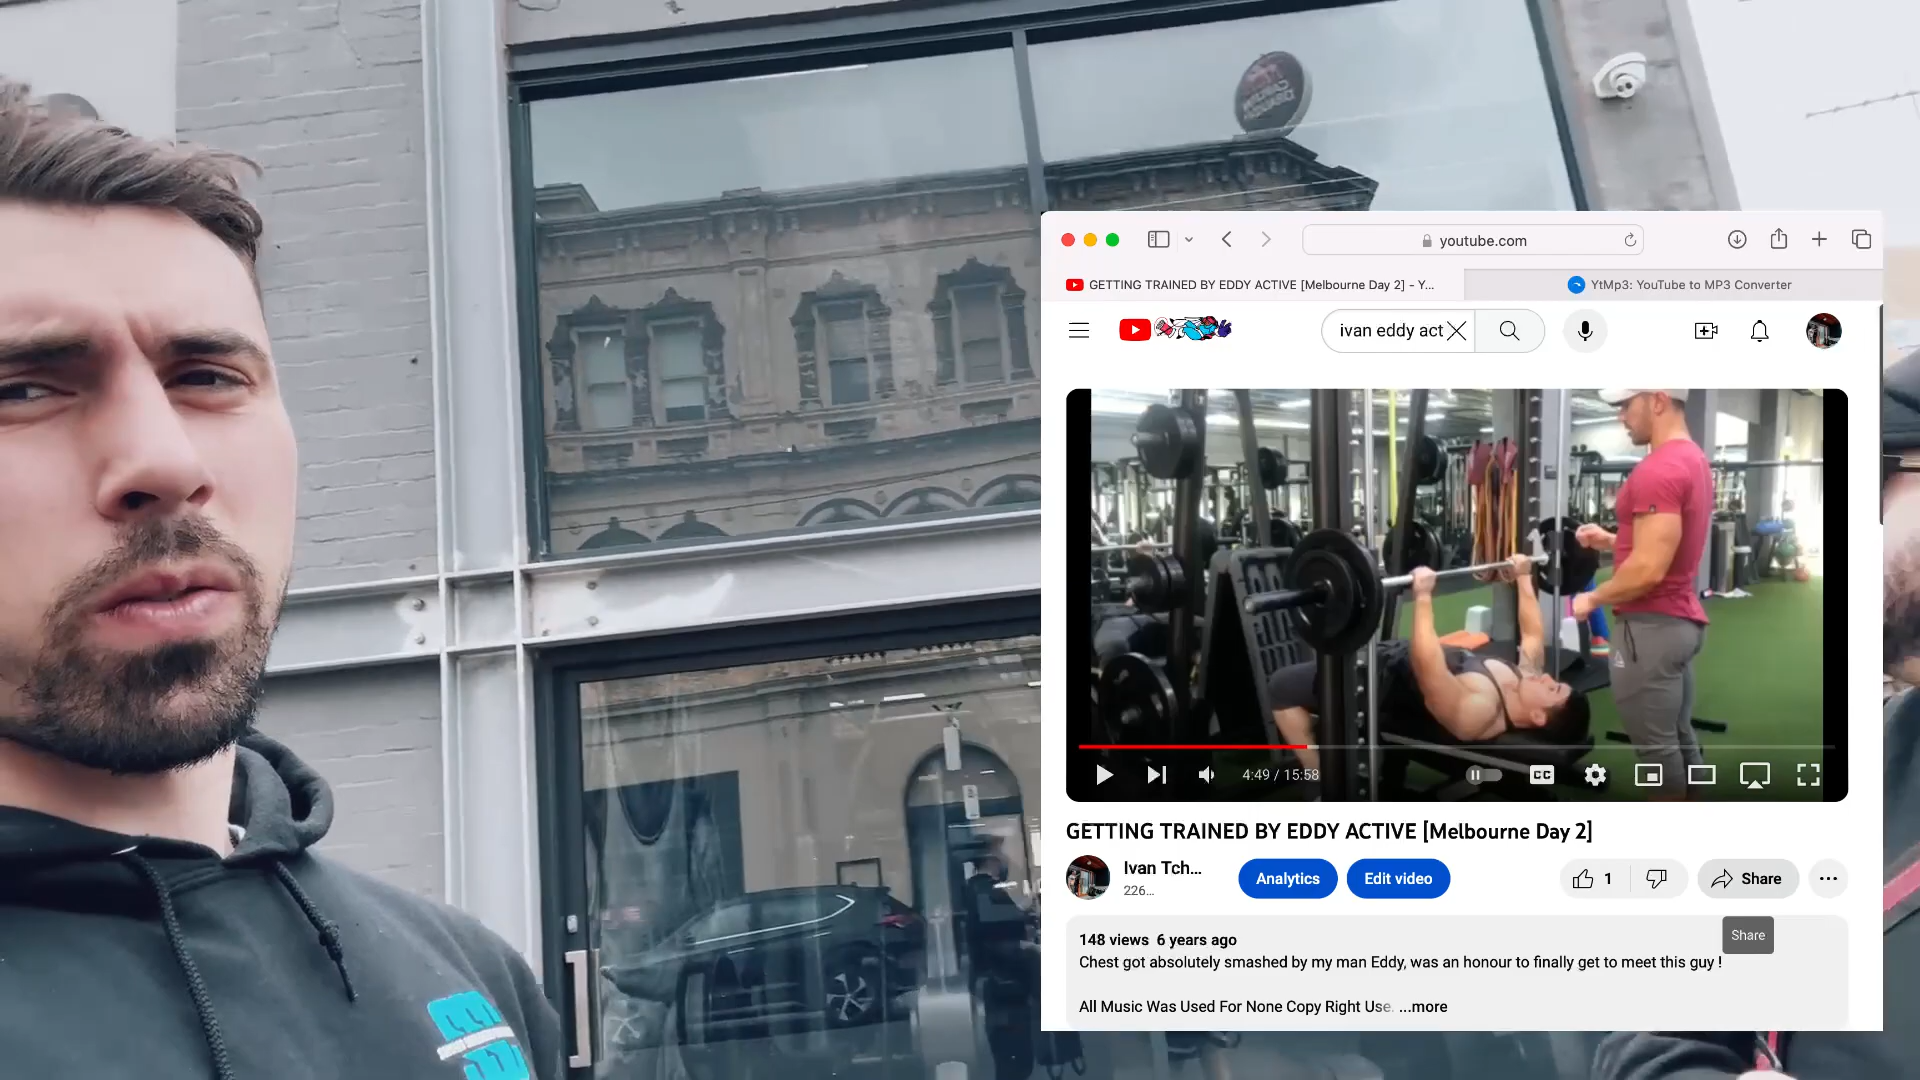 youtube.com
GETTING TRAINED BY EDDY ACTIVE [Melbourne Day 2] - Y...
YtMp3: YouTube to MP3 Converter
ivan eddy act
4:49 / 15:58
CC
GETTING TRAINED BY EDDY ACTIVE [Melbourne Day 2]
Ivan Tch...
226...
Analytics
Edit video
1
Share
148 views 6 years ago
Share
Chest got absolutely smashed by my man Eddy, was an honour to finally get to meet this guy !
All Music Was Used For None Copy Right Use. ...more